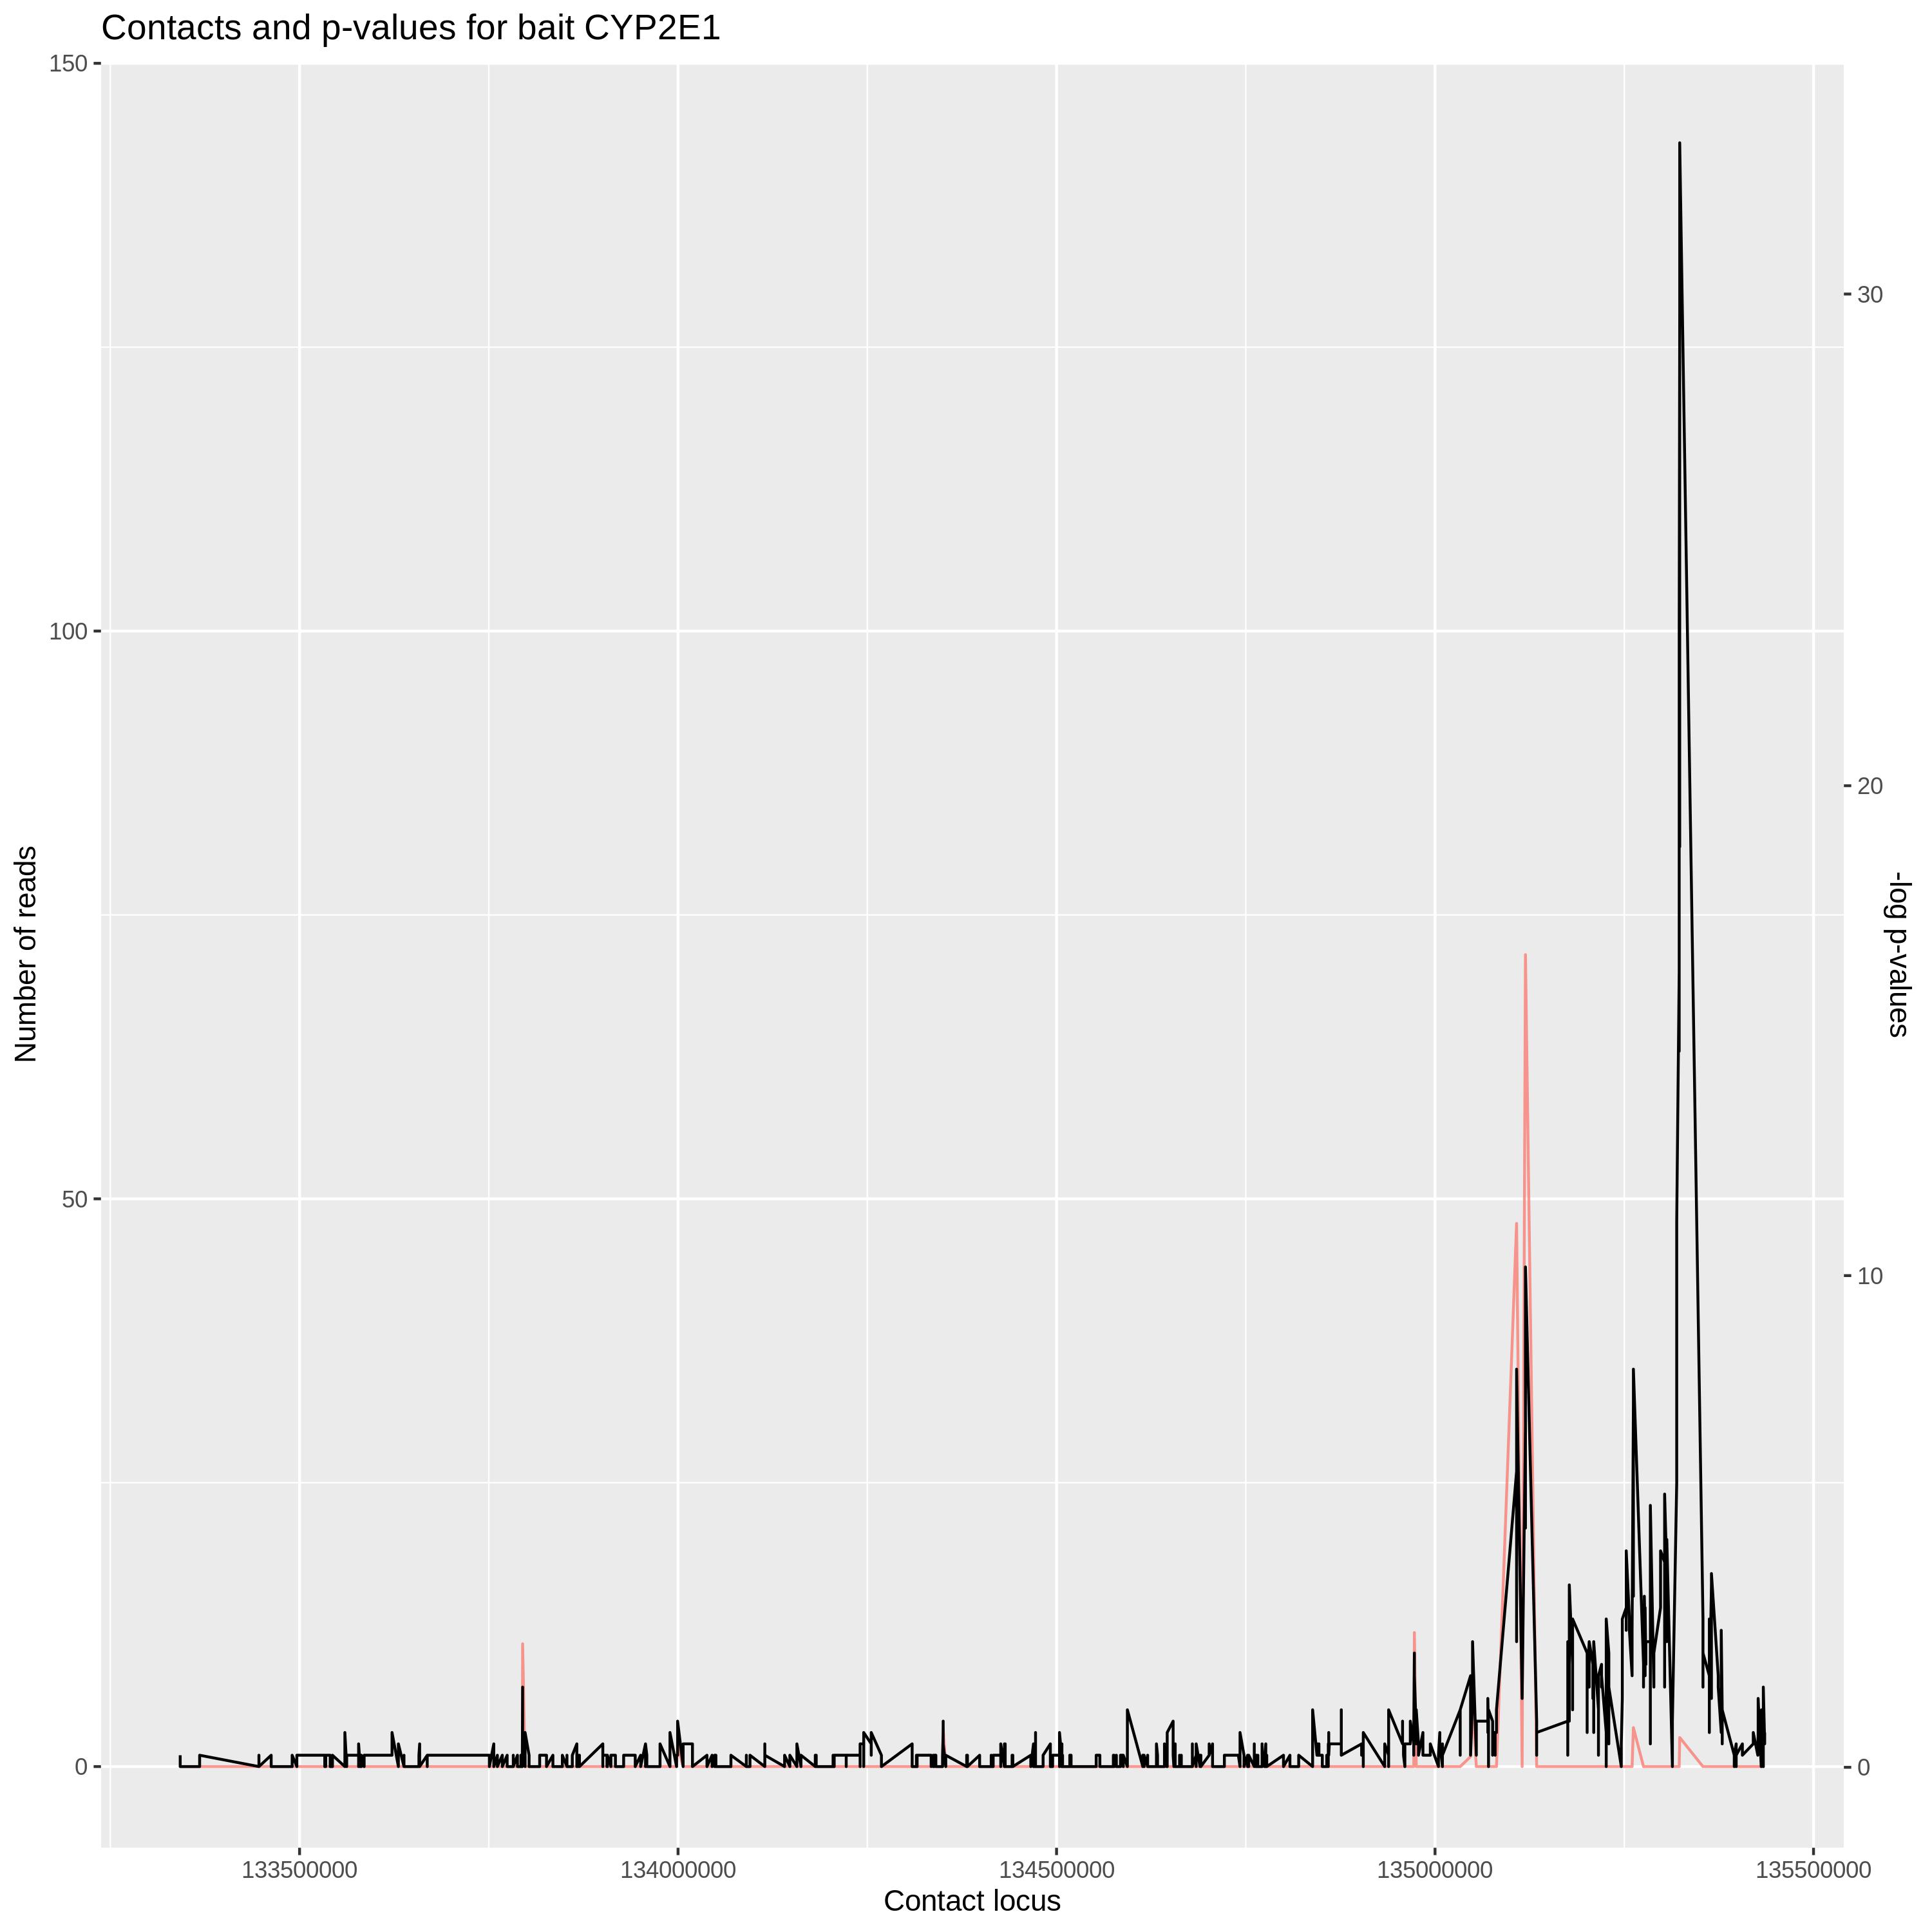 Contacts and p-values for bait CYP2E1
150
100
50
0
Number of reads
30
20
10
0
-log p-values
133500000 134000000 134500000 135000000 135500000
Contact locus